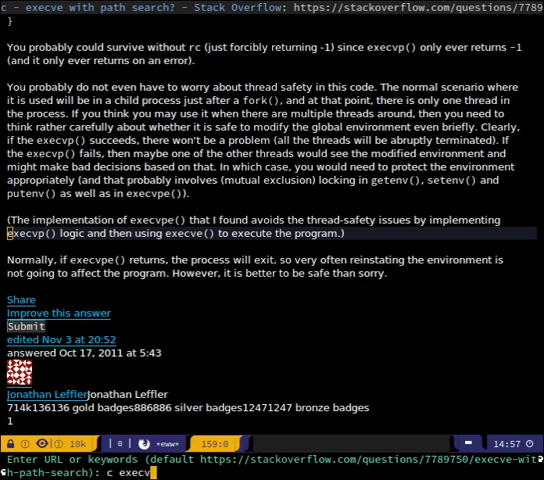 c - execve with path search? - Stack Overflow: https://stackoverflow.com/questions/7789
}
You probably could survive without rc (just forcibly returning -1) since execvp() only ever returns -1
(and it only ever returns on an error).
You probably do not even have to worry about thread safety in this code. The normal scenario where
it is used will be in a child process just after a fork(), and at that point, there is only one thread in
the process. If you think you may use it when there are multiple threads around, then you need to
think rather carefully about whether it is safe to modify the global environment even briefly. Clearly,
if the execvp() succeeds, there won't be a problem (all the threads will be abruptly terminated). If
the execvp() fails, then maybe one of the other threads would see the modified environment and
might make bad decisions based on that. In which case, you would need to protect the environment
appropriately (and that probably involves (mutual exclusion) locking in getenv(), setenv() and
putenv() as well as in execvpe()).
(The implementation of execvpe() that I found avoids the thread-safety issues by implementing
execvp() logic and then using execve() to execute the program.)
Normally, if execvpe() returns, the process will exit, so very often reinstating the environment is
not going to affect the program. However, it is better to be safe than sorry.
Share
Improve this answer
Submit
edited Nov 3 at 20:52
answered Oct 17, 2011 at 5:43
Jonathan LefflerJonathan Leffler
714k136136 gold badges886886 silver badges12471247 bronze badges
1
10k | 0 *eww* 159:0 14:57
Enter URL or keywords (default https://stackoverflow.com/questions/7789750/execve-wit
h-path-search): c execv